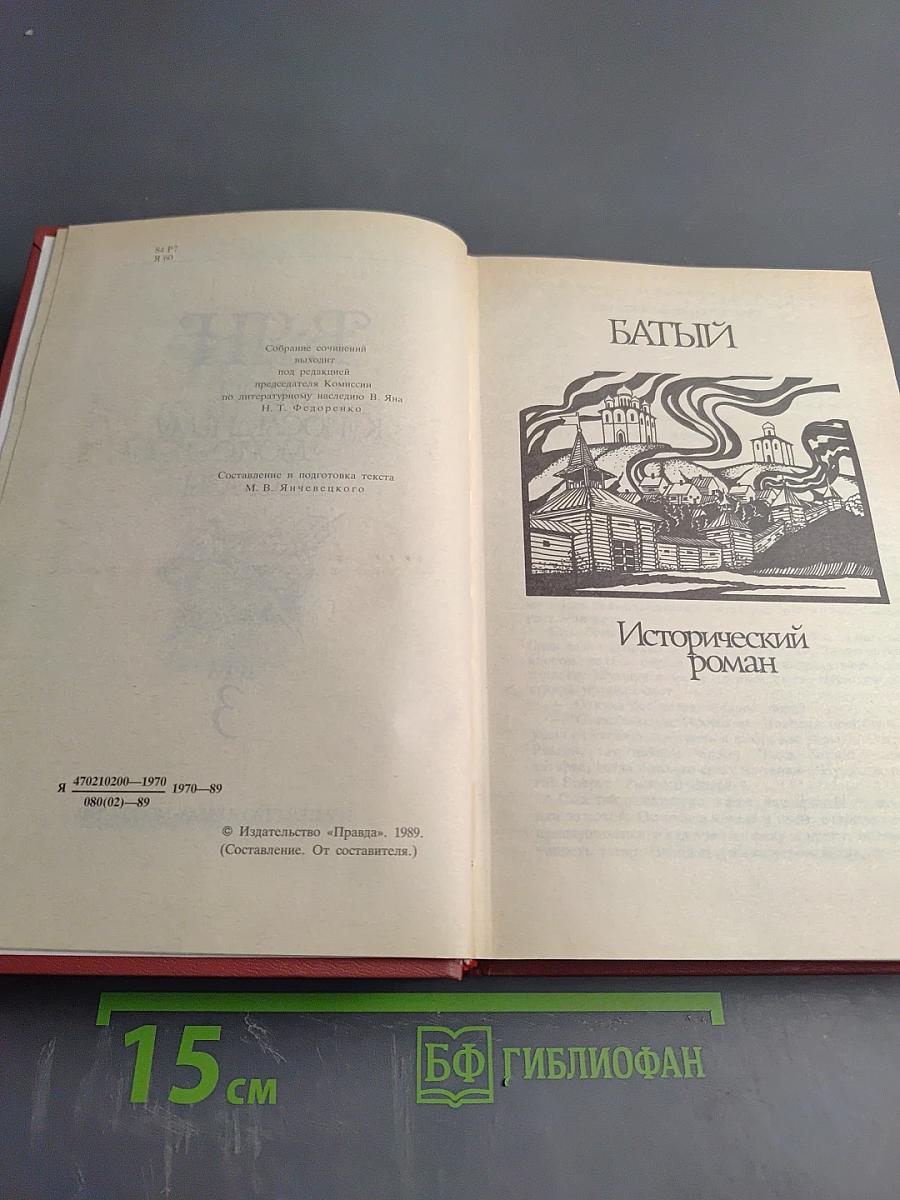 84 Р7
Я 60
Собрание сочинений
выходит
под редакцией
председателя Комиссии
по литературному наследию В. Яна
Н. Т. Федоренко
Составление и подготовка текста
М. В. Янчевецкого
Я 470210200—1970 1970—89
080(02)—89
© Издательство «Правда». 1989.
(Составление. От составителя.)
БАТЫЙ
Исторический
роман
15 см
БФ ГИБЛИОФАН